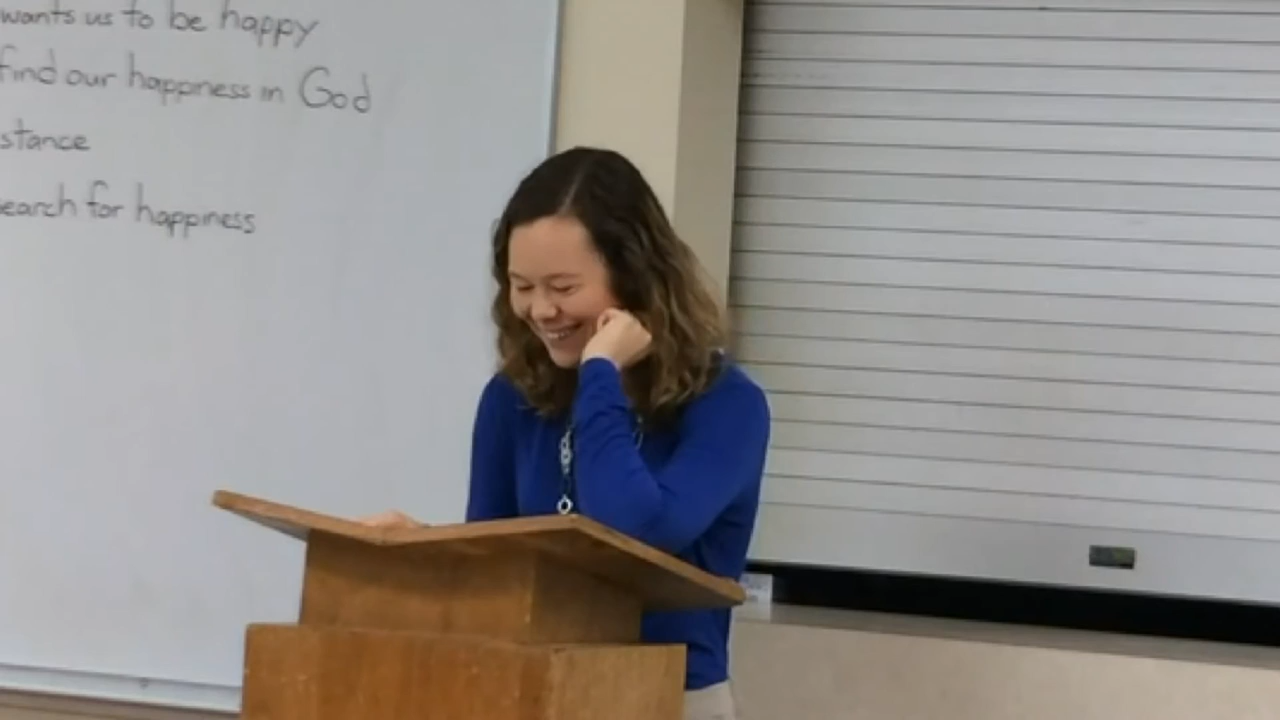 wants us to be happy
find our happiness in God
stance
earch for happiness